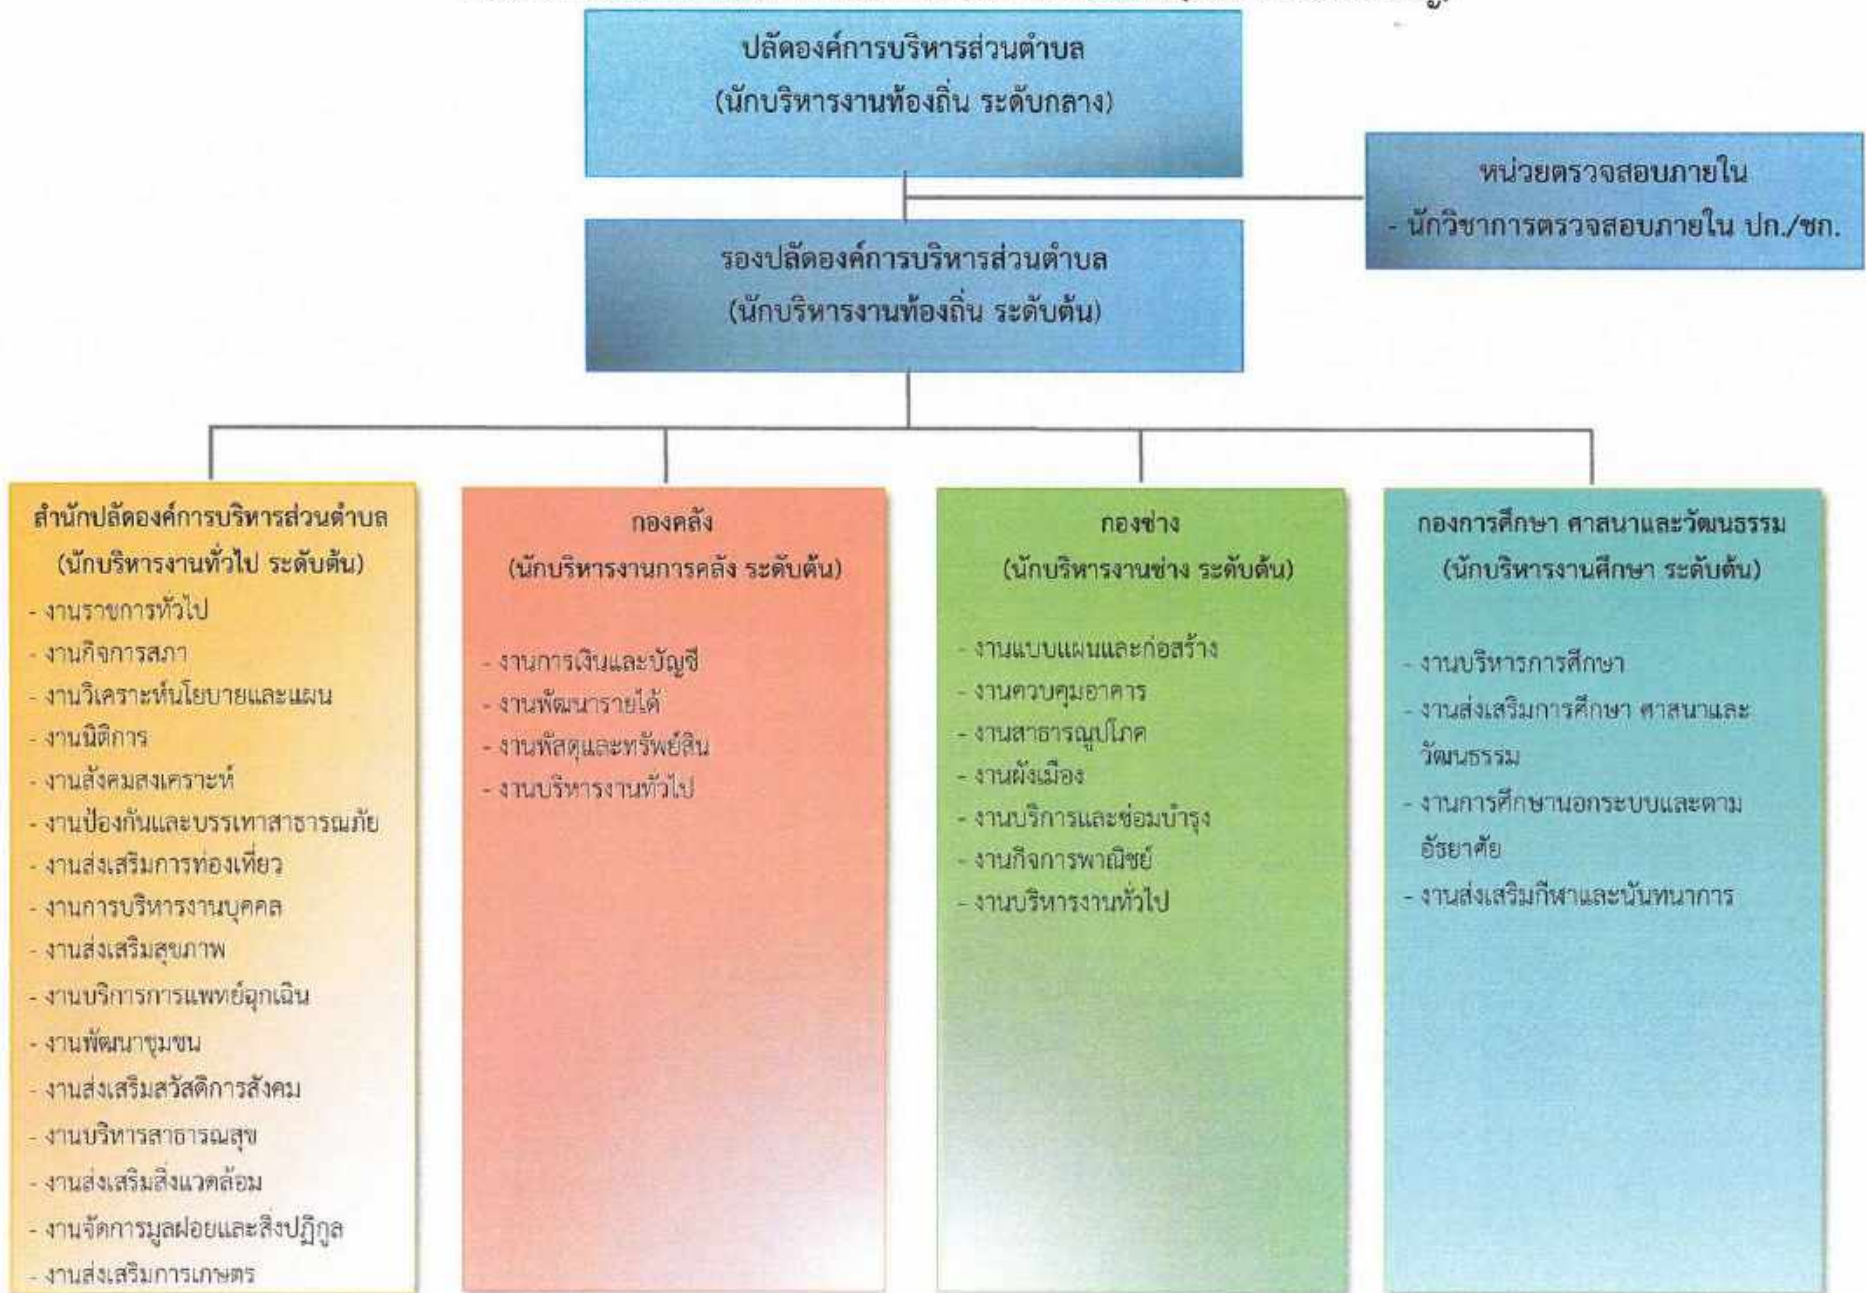 ปลัดองค์การบริหารส่วนตำบล
(นักบริหารงานท้องถิ่น ระดับกลาง)
หน่วยตรวจสอบภายใน
- นักวิชาการตรวจสอบภายใน ปก./ชก.
รองปลัดองค์การบริหารส่วนตำบล
(นักบริหารงานท้องถิ่น ระดับต้น)
สำนักปลัดองค์การบริหารส่วนตำบล
(นักบริหารงานทั่วไป ระดับต้น)
- งานราชการทั่วไป
- งานกิจการสภา
- งานวิเคราะห์นโยบายและแผน
- งานนิติการ
- งานสังคมสงเคราะห์
- งานป้องกันและบรรเทาสาธารณภัย
- งานส่งเสริมการท่องเที่ยว
- งานการบริหารงานบุคคล
- งานส่งเสริมสุขภาพ
- งานบริการการแพทย์ฉุกเฉิน
- งานพัฒนาชุมชน
- งานส่งเสริมสวัสดิการสังคม
- งานบริหารสาธารณสุข
- งานส่งเสริมสิ่งแวดล้อม
- งานจัดการมูลฝอยและสิ่งปฏิกูล
- งานส่งเสริมการเกษตร
กองคลัง
(นักบริหารงานการคลัง ระดับต้น)
- งานการเงินและบัญชี
- งานพัฒนารายได้
- งานพัสดุและทรัพย์สิน
- งานบริหารงานทั่วไป
กองช่าง
(นักบริหารงานช่าง ระดับต้น)
- งานแบบแผนและก่อสร้าง
- งานควบคุมอาคาร
- งานสาธารณูปโภค
- งานผังเมือง
- งานบริการและซ่อมบำรุง
- งานกิจการพาณิชย์
- งานบริหารงานทั่วไป
กองการศึกษา ศาสนาและวัฒนธรรม
(นักบริหารงานศึกษา ระดับต้น)
- งานบริหารการศึกษา
- งานส่งเสริมการศึกษา ศาสนาและ
วัฒนธรรม
- งานการศึกษานอกระบบและตาม
อัธยาศัย
- งานส่งเสริมกีฬาและนันทนาการ